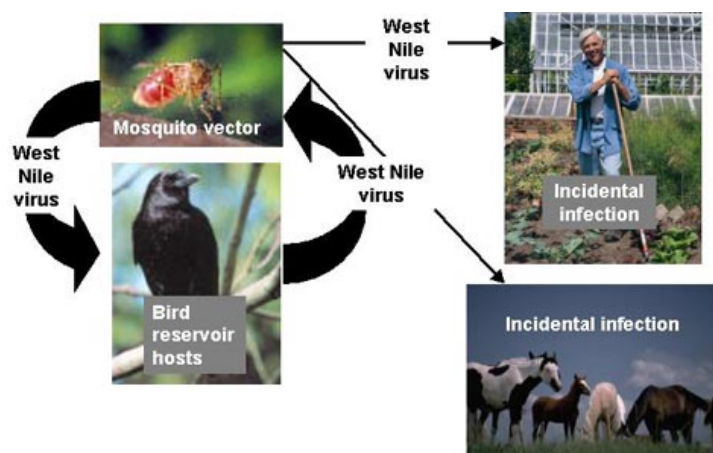 West
Nile
virus
Mosquito vector
West
Nile
virus
West Nile
virus
Bird
reservoir
hosts
Incidental
infection
Incidental infection